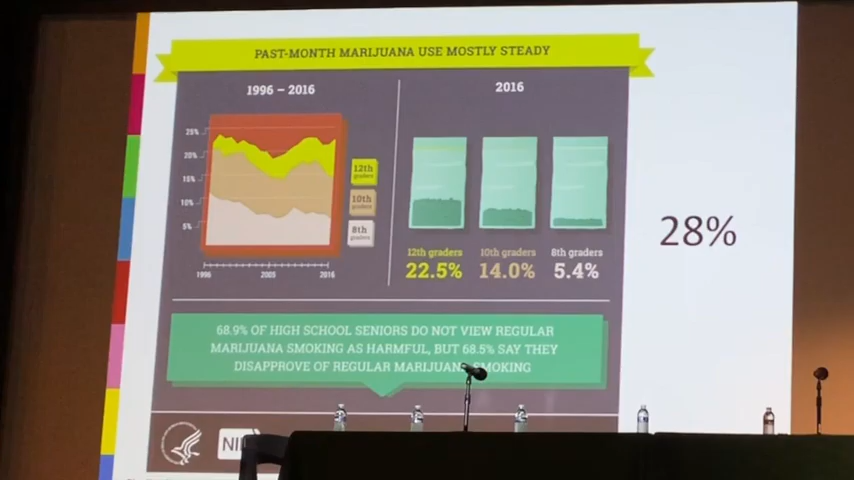 PAST-MONTH MARIJUANA USE MOSTLY STEADY
1996 – 2016
25%
20%
15%
10%
5%
1996
2005
2016
12th
graders
10th
graders
8th
graders
2016
12th graders
22.5%
10th graders
14.0%
8th graders
5.4%
28%
68.9% OF HIGH SCHOOL SENIORS DO NOT VIEW REGULAR
MARIJUANA SMOKING AS HARMFUL, BUT 68.5% SAY THEY
DISAPPROVE OF REGULAR MARIJUANA SMOKING